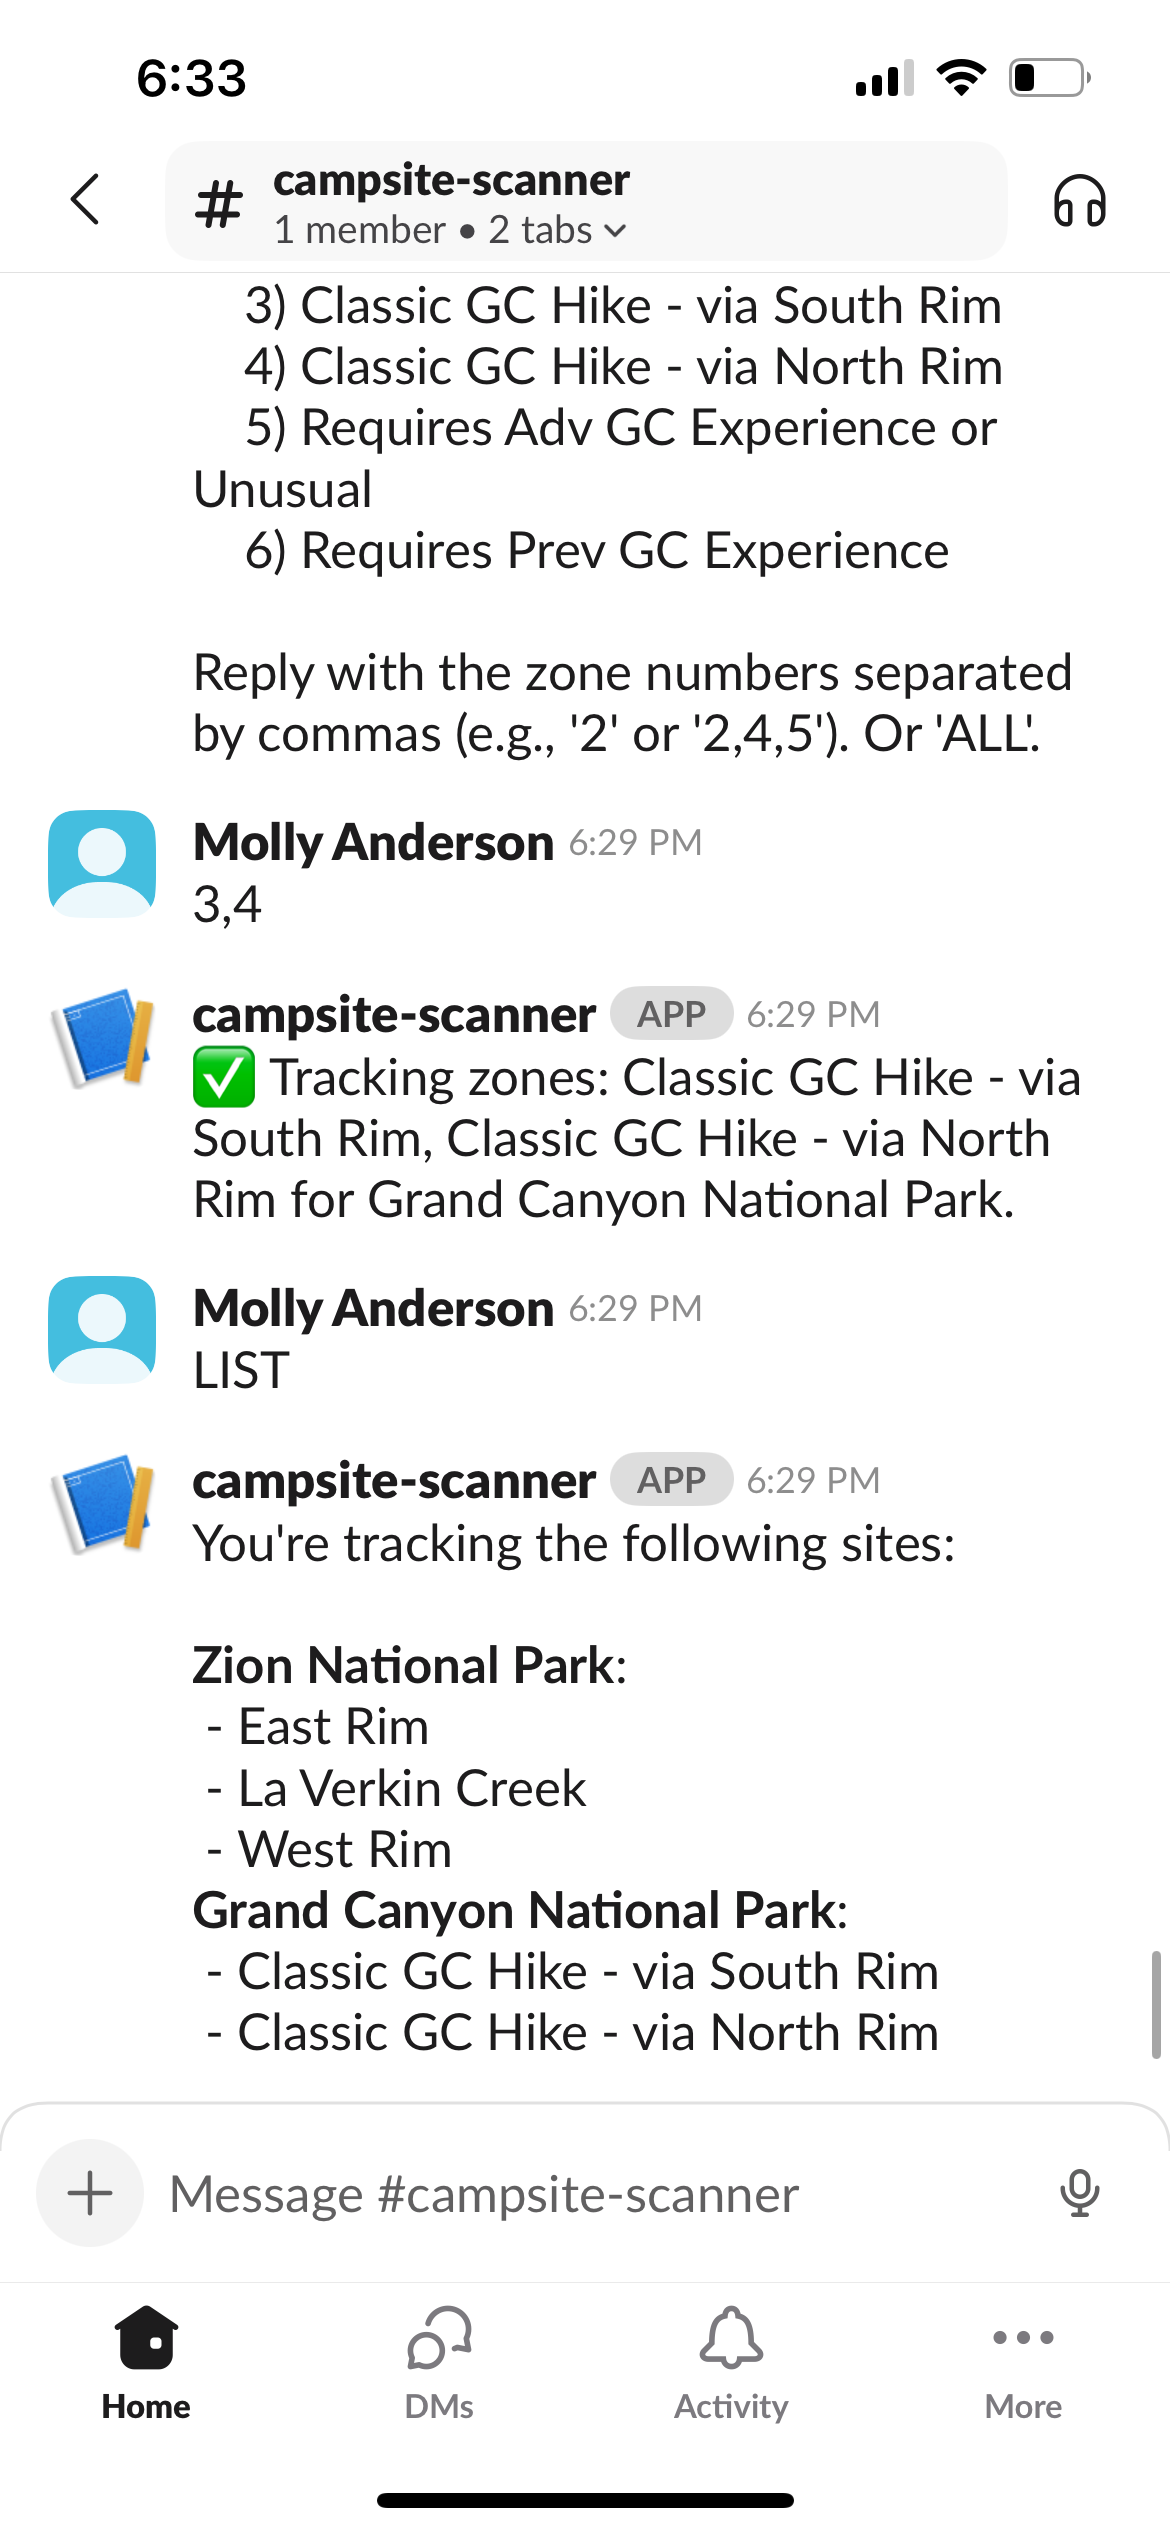 6:33
# campsite-scanner
1 member • 2 tabs
3) Classic GC Hike - via South Rim
4) Classic GC Hike - via North Rim
5) Requires Adv GC Experience or
Unusual
6) Requires Prev GC Experience
Reply with the zone numbers separated
by commas (e.g., '2' or '2,4,5'). Or 'ALL'.
Molly Anderson 6:29 PM
3,4
campsite-scanner APP 6:29 PM
✅ Tracking zones: Classic GC Hike - via
South Rim, Classic GC Hike - via North
Rim for Grand Canyon National Park.
Molly Anderson 6:29 PM
LIST
campsite-scanner APP 6:29 PM
You're tracking the following sites:
Zion National Park:
- East Rim
- La Verkin Creek
- West Rim
Grand Canyon National Park:
- Classic GC Hike - via South Rim
- Classic GC Hike - via North Rim
Message #campsite-scanner
Home DMs Activity More